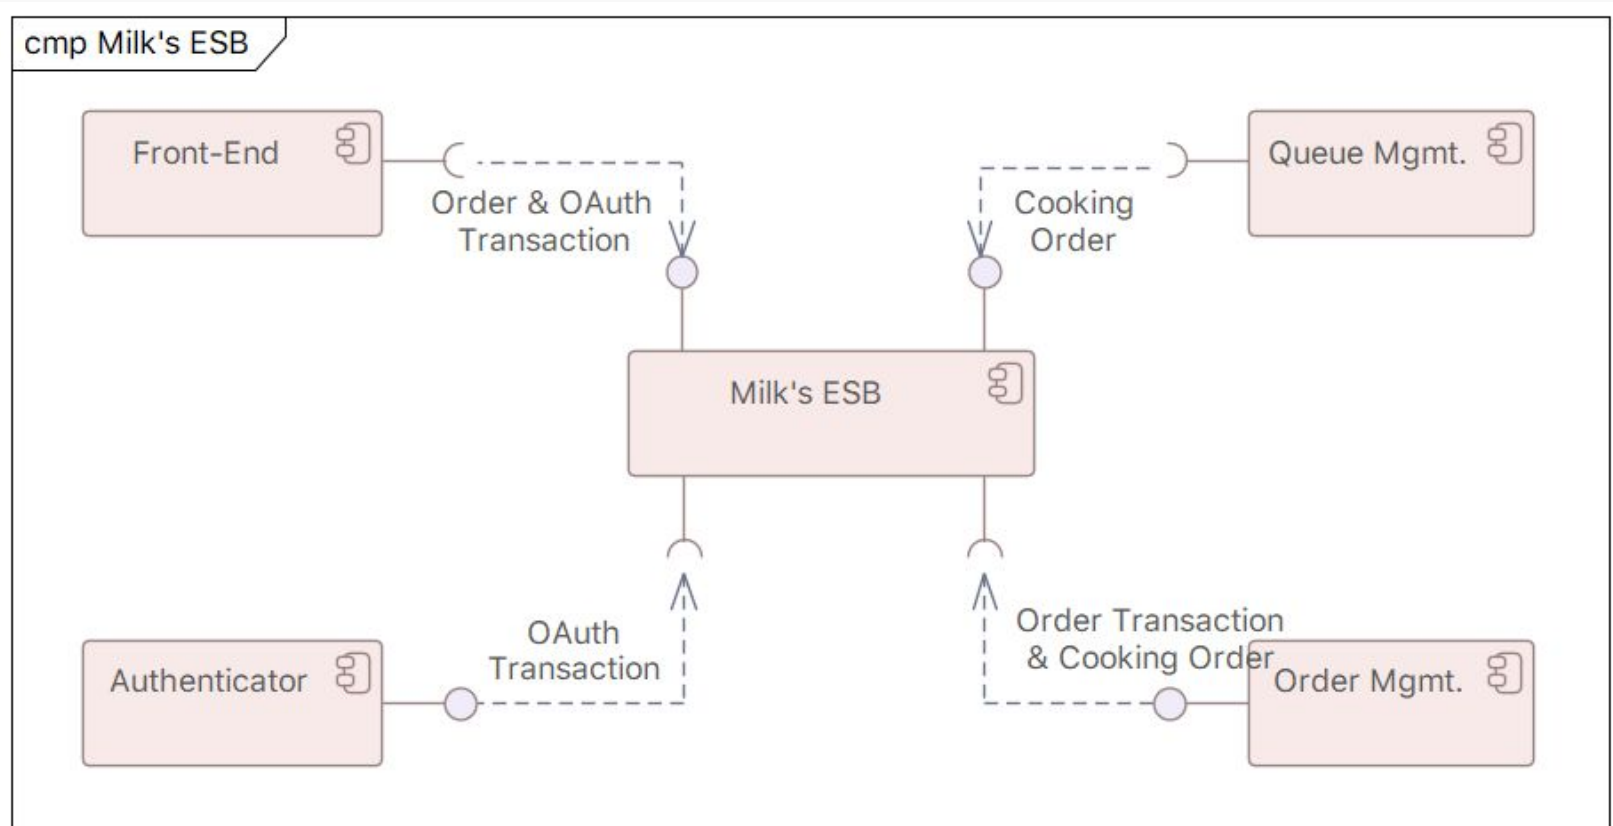 cmp Milk's ESB
Front-End
Order & OAuth
Transaction
Cooking
Order
Queue Mgmt.
Milk's ESB
Authenticator
OAuth
Transaction
Order Transaction
& Cooking Order
Order Mgmt.